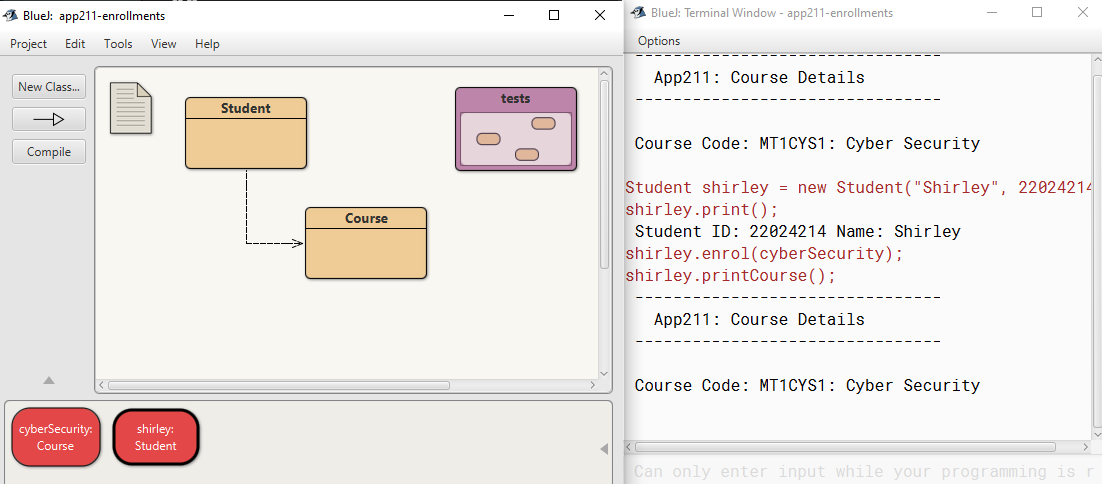 BlueJ: app211-enrollments
Project Edit Tools View Help
New Class...
Compile
Student
tests
Course
cyberSecurity:
Course
shirley:
Student
BlueJ: Terminal Window - app211-enrollments
Options
--------------------------------
App211: Course Details
--------------------------------
Course Code: MT1CYS1: Cyber Security
Student shirley = new Student("Shirley", 22024214
shirley.print();
Student ID: 22024214 Name: Shirley
shirley.enrol(cyberSecurity);
shirley.printCourse();
--------------------------------
App211: Course Details
--------------------------------
Course Code: MT1CYS1: Cyber Security
Can only enter input while your programming is r